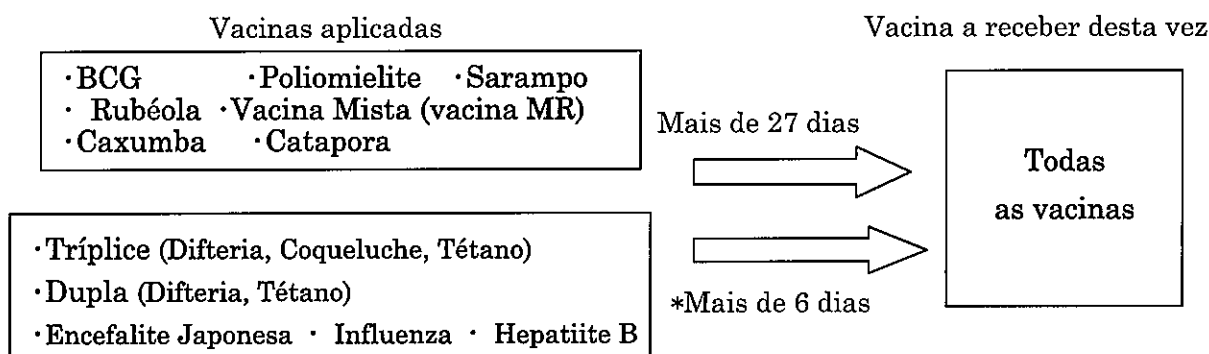 Vacinas aplicadas
Vacina a receber desta vez
·BCG ·Poliomielite ·Sarampo
· Rubéola ·Vacina Mista (vacina MR)
·Caxumba ·Catapora
Mais de 27 dias
Todas
as vacinas
·Tríplice (Difteria, Coqueluche, Tétano)
·Dupla (Difteria, Tétano)
·Encefalite Japonesa · Influenza · Hepatiite B
*Mais de 6 dias